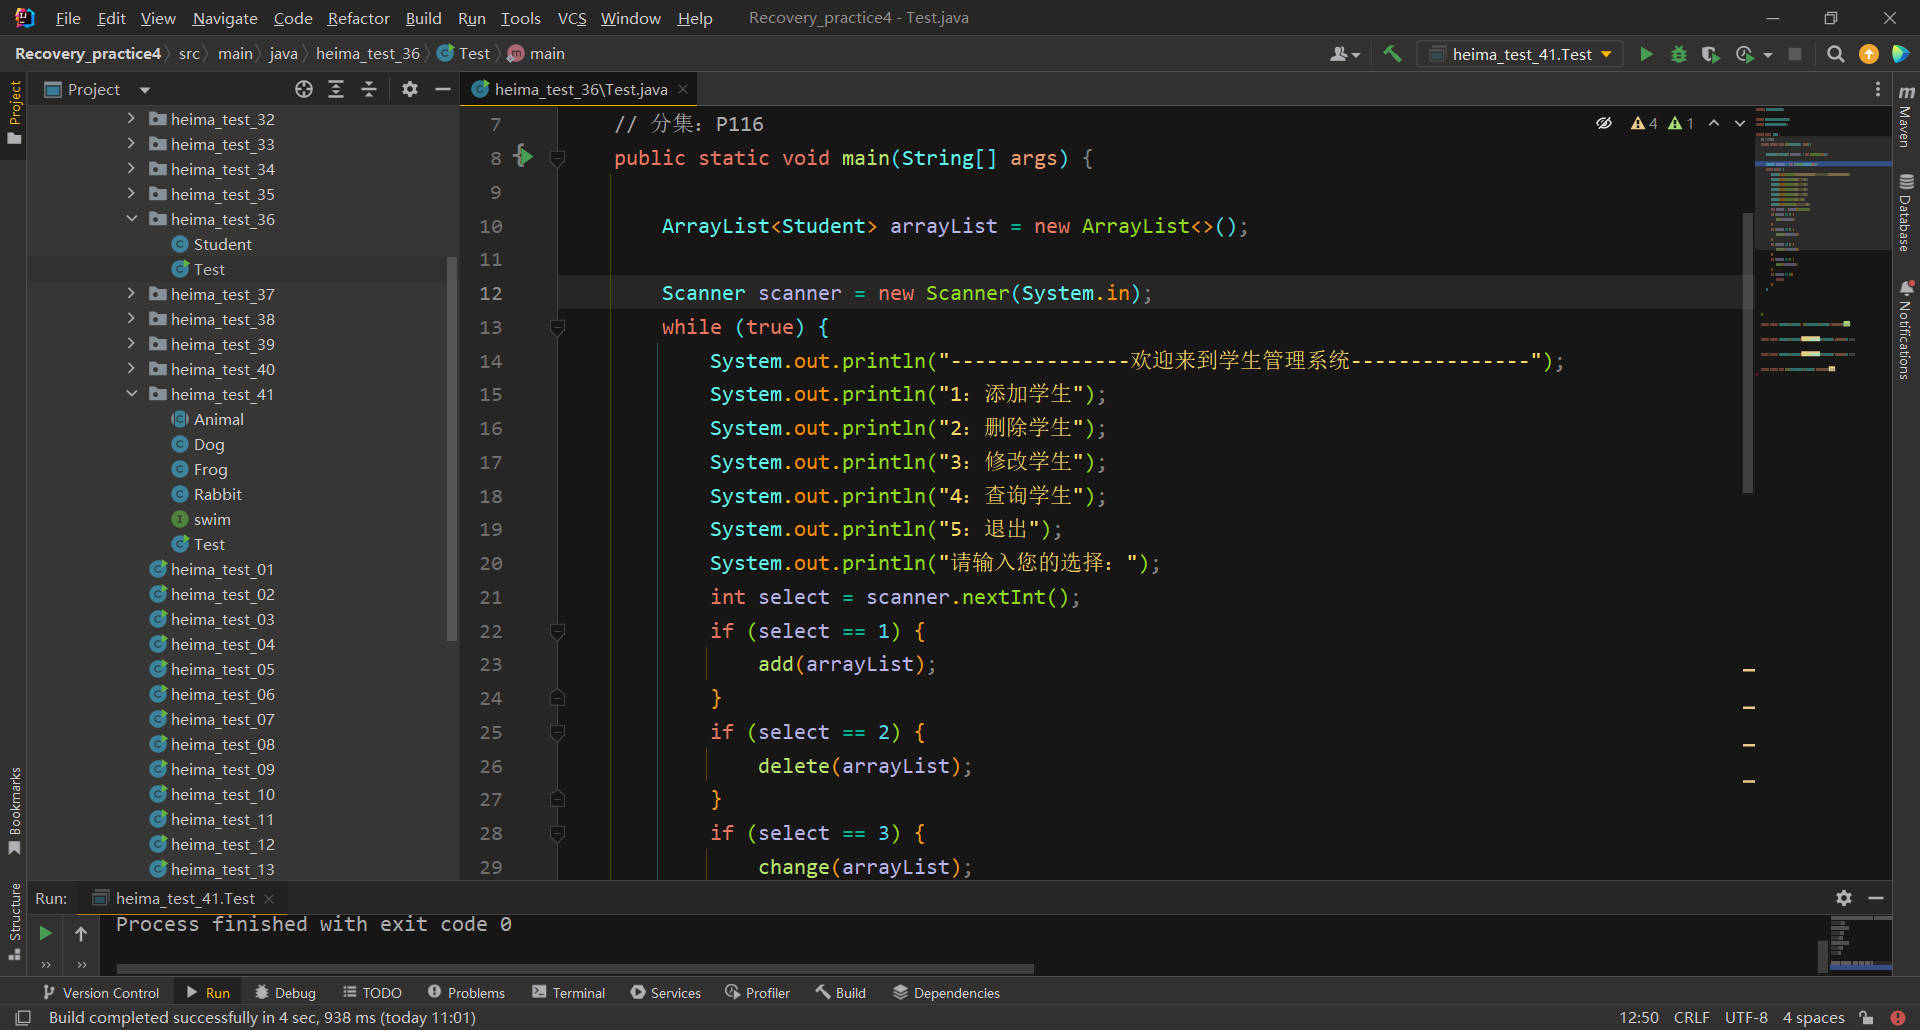 File Edit View Navigate Code Refactor Build Run Tools VCS Window Help Recovery_practice4 - Test.java
Recovery_practice4 src main java heima_test_36 Test main heima_test_41.Test
Project heima_test_36\Test.java
heima_test_32
heima_test_33
heima_test_34
heima_test_35
heima_test_36
Student
Test
heima_test_37
heima_test_38
heima_test_39
heima_test_40
heima_test_41
Animal
Dog
Frog
Rabbit
swim
Test
heima_test_01
heima_test_02
heima_test_03
heima_test_04
heima_test_05
heima_test_06
heima_test_07
heima_test_08
heima_test_09
heima_test_10
heima_test_11
heima_test_12
heima_test_13
Project
Bookmarks
Structure
4 1
7 // 分集：P116
8 public static void main(String[] args) {
9
10 ArrayList<Student> arrayList = new ArrayList<>();
11
12 Scanner scanner = new Scanner(System.in);
13 while (true) {
14 System.out.println("---------------欢迎来到学生管理系统---------------");
15 System.out.println("1：添加学生");
16 System.out.println("2：删除学生");
17 System.out.println("3：修改学生");
18 System.out.println("4：查询学生");
19 System.out.println("5：退出");
20 System.out.println("请输入您的选择：");
21 int select = scanner.nextInt();
22 if (select == 1) {
23 add(arrayList);
24 }
25 if (select == 2) {
26 delete(arrayList);
27 }
28 if (select == 3) {
29 change(arrayList);
Maven
Database
Notifications
Run: heima_test_41.Test
Process finished with exit code 0
Version Control Run Debug TODO Problems Terminal Services Profiler Build Dependencies
Build completed successfully in 4 sec, 938 ms (today 11:01) 12:50 CRLF UTF-8 4 spaces